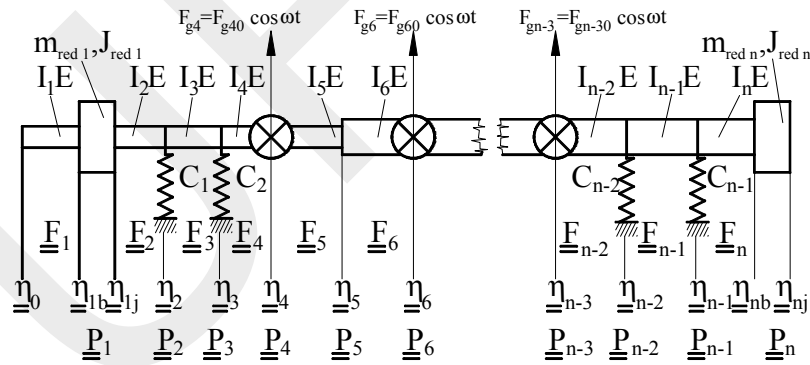 F_g4=F_g40 cosωt F_g6=F_g60 cosωt F_gn-3=F_gn-30 cosωt
m_red 1,J_red 1 m_red n,J_red n
I_1E I_2E I_3E I_4E I_5E I_6E I_n-2E I_n-1E I_nE
C_1 C_2 C_n-2 C_n-1
F_1 F_2 F_3 F_4 F_5 F_6 F_n-2 F_n-1 F_n
η_0 η_1b η_1j η_2 η_3 η_4 η_5 η_6 η_n-3 η_n-2 η_n-1 η_nb η_nj
P_1 P_2 P_3 P_4 P_5 P_6 P_n-3 P_n-2 P_n-1 P_n